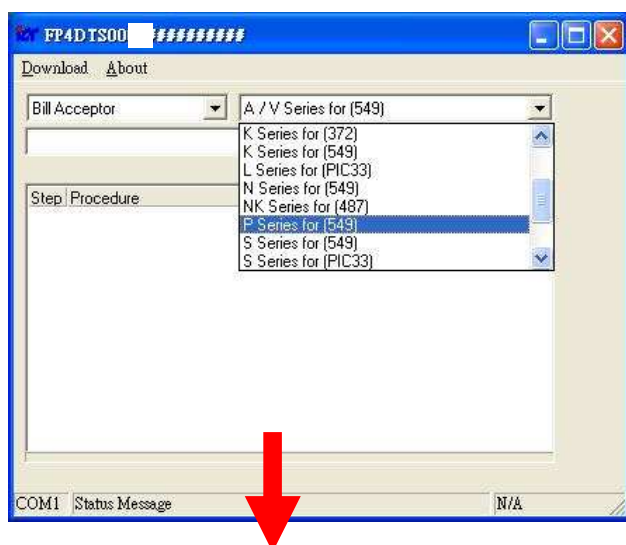 ICT FP4DTS00 ##########
Download About
Bill Acceptor A / V Series for (549)
K Series for (372)
K Series for (549)
L Series for (PIC33)
N Series for (549)
NK Series for (487)
P Series for (549)
S Series for (549)
S Series for (PIC33)
Step Procedure
COM1 Status Message N/A